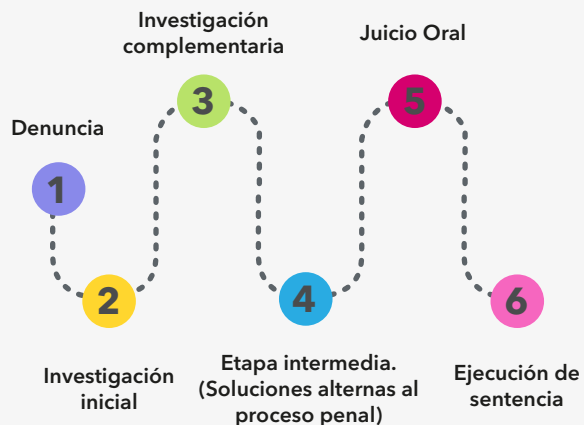 Denuncia
1
2
Investigación
inicial
Investigación
complementaria
3
4
Etapa intermedia.
(Soluciones alternas al
proceso penal)
Juicio Oral
5
6
Ejecución de
sentencia